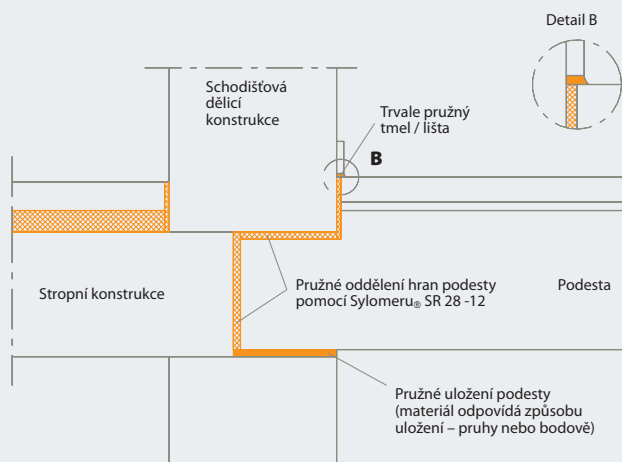 Detail B
Schodišťová
dělicí
konstrukce
Trvale pružný
tmel / lišta
B
Stropní konstrukce
Pružné oddělení hran podesty
pomocí Sylomeru® SR 28 -12
Podesta
Pružné uložení podesty
(materiál odpovídá způsobu
uložení – pruhy nebo bodově)